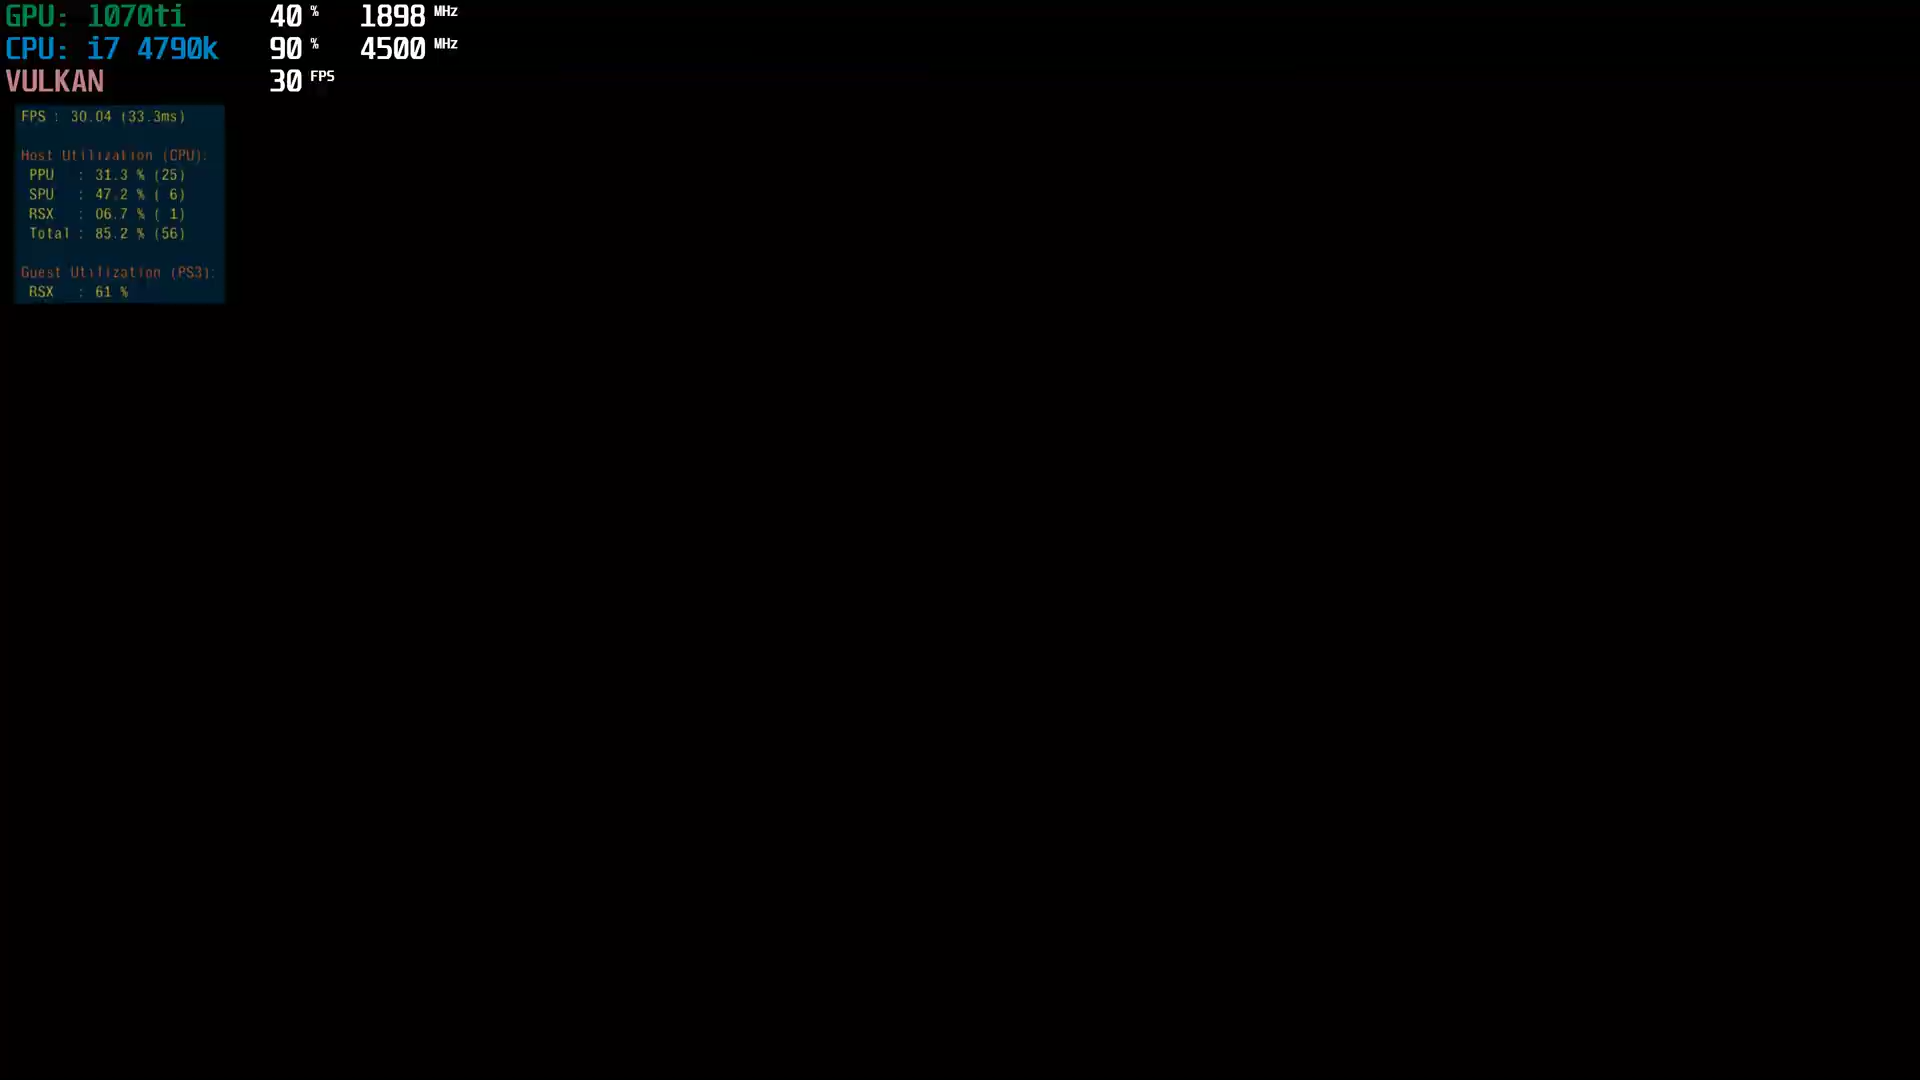 GPU: 1070ti 40 % 1898 MHz
CPU: i7 4790k 90 % 4500 MHz
VULKAN 30 FPS
FPS : 30.04 (33.3ms)
Host Utilization (CPU):
PPU : 31.3 % (25)
SPU : 47.2 % ( 6)
RSX : 06.7 % ( 1)
Total : 85.2 % (56)
Guest Utilization (PS3):
RSX : 61 %